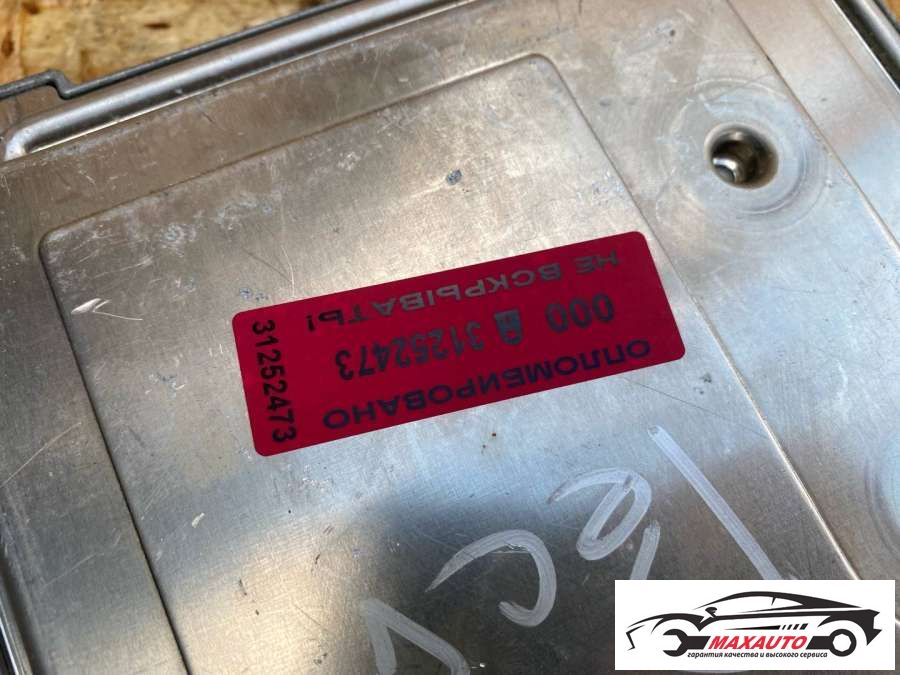 ОПЛОМБИРОВАНО
000 31252473
НЕ ВСКРЫВАТЬ!
31252473
MAXAUTO
гарантия качества и высокого сервиса